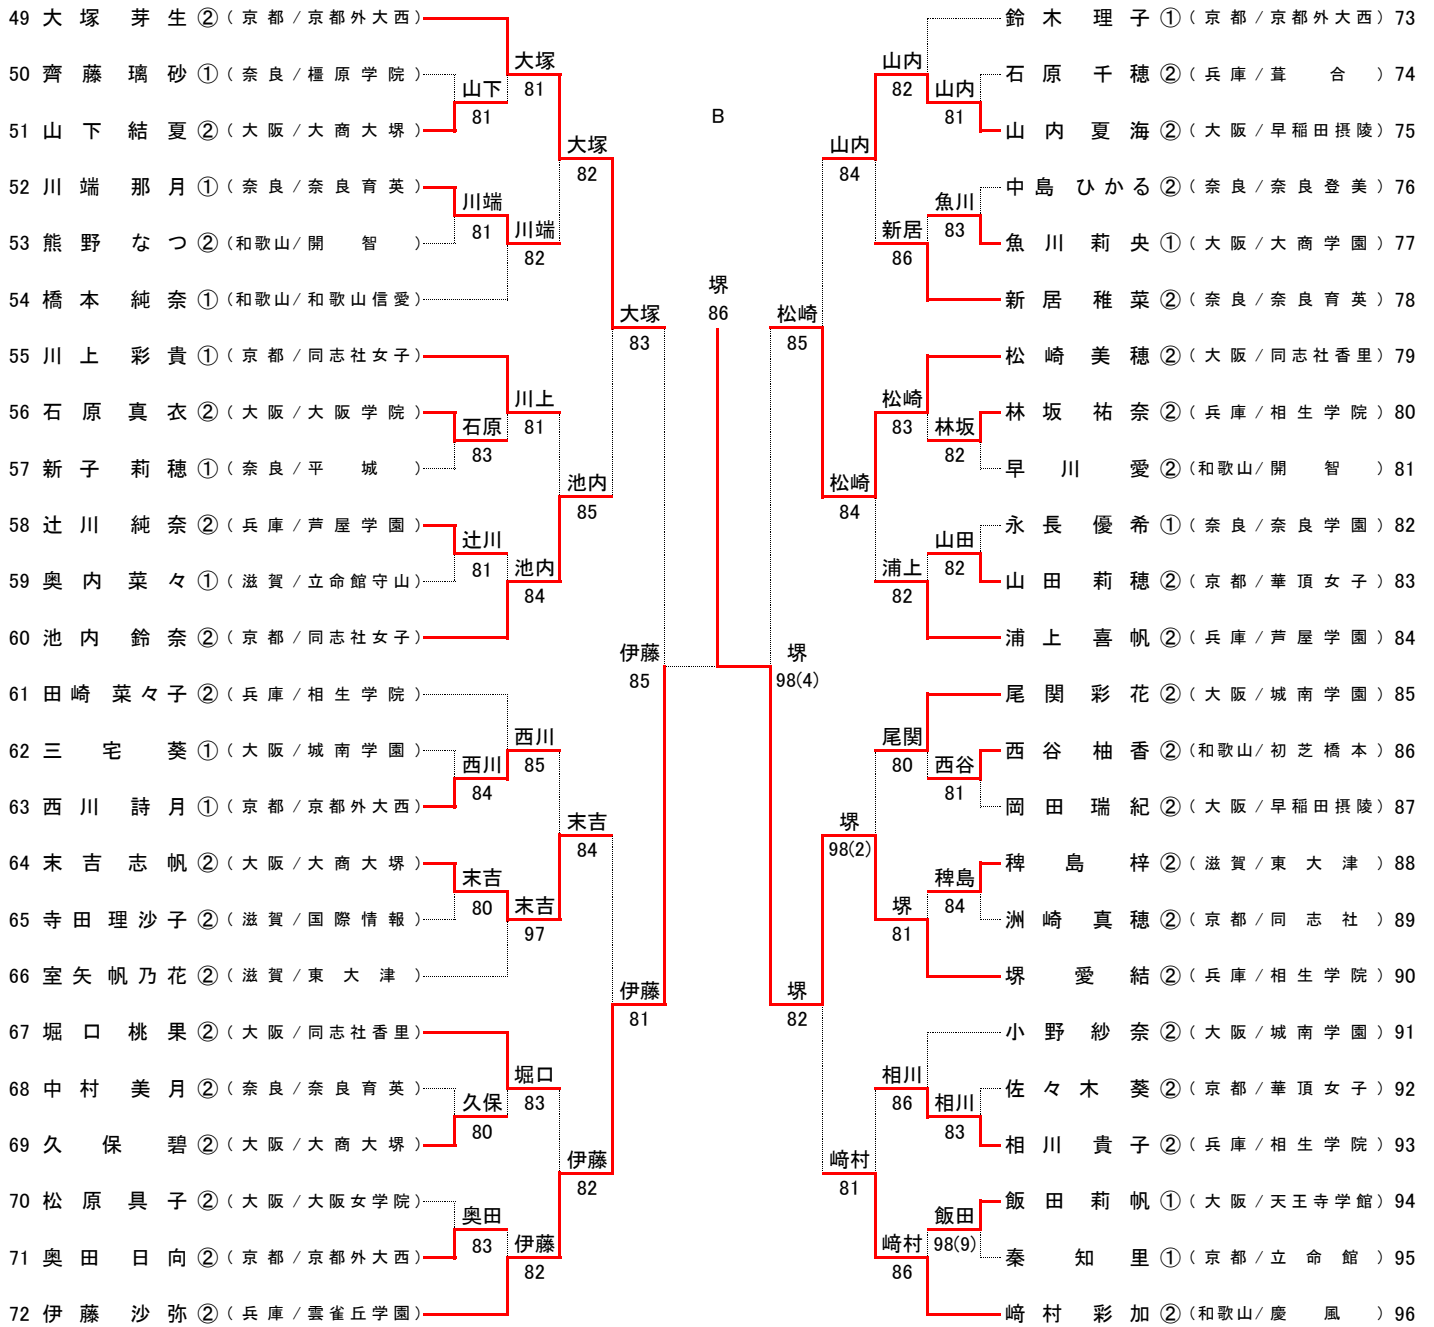 49 大塚 芽生 ② ( 京都 / 京都外大西 )
50 齊藤 璃砂 ① ( 奈良 / 橿原学院 )
51 山下 結夏 ② ( 大阪 / 大商大堺 )
52 川端 那月 ① ( 奈良 / 奈良育英 )
53 熊野 なつ ② (和歌山/ 開智 )
54 橋本 純奈 ① (和歌山/ 和歌山信愛 )
55 川上 彩貴 ① ( 京都 / 同志社女子 )
56 石原 真衣 ② ( 大阪 / 大阪学院 )
57 新子 莉穂 ① ( 奈良 / 平城 )
58 辻川 純奈 ② ( 兵庫 / 芦屋学園 )
59 奥内 菜々 ① ( 滋賀 / 立命館守山 )
60 池内 鈴奈 ② ( 京都 / 同志社女子 )
61 田崎 菜々子 ② ( 兵庫 / 相生学院 )
62 三宅 葵 ① ( 大阪 / 城南学園 )
63 西川 詩月 ① ( 京都 / 京都外大西 )
64 末吉 志帆 ② ( 大阪 / 大商大堺 )
65 寺田 理沙子 ② ( 滋賀 / 国際情報 )
66 室矢 帆乃花 ② ( 滋賀 / 東大津 )
67 堀口 桃果 ② ( 大阪 / 同志社香里 )
68 中村 美月 ② ( 奈良 / 奈良育英 )
69 久保 碧 ② ( 大阪 / 大商大堺 )
70 松原 具子 ② ( 大阪 / 大阪女学院 )
71 奥田 日向 ② ( 京都 / 京都外大西 )
72 伊藤 沙弥 ② ( 兵庫 / 雲雀丘学園 )
山下
81
川端
81
石原
83
辻川
81
西川
84
末吉
80
久保
80
奥田
83
大塚
81
川端
82
川上
81
池内
84
西川
85
末吉
97
堀口
83
伊藤
82
大塚
82
池内
85
末吉
84
伊藤
82
大塚
83
伊藤
81
伊藤
85
B
堺
86
堺
98(4)
松崎
85
堺
82
山内
84
松崎
84
堺
98(2)
﨑村
81
山内
82
新居
86
松崎
83
浦上
82
尾関
80
堺
81
相川
86
﨑村
86
山内
81
魚川
83
林坂
82
山田
82
西谷
81
稗島
84
相川
83
飯田
98(9)
鈴木 理子 ① ( 京都 / 京都外大西 ) 73
石原 千穂 ② ( 兵庫 / 葺合 ) 74
山内 夏海 ② ( 大阪 / 早稲田摂陵 ) 75
中島 ひかる ② ( 奈良 / 奈良登美 ) 76
魚川 莉央 ① ( 大阪 / 大商学園 ) 77
新居 稚菜 ② ( 奈良 / 奈良育英 ) 78
松崎 美穂 ② ( 大阪 / 同志社香里 ) 79
林坂 祐奈 ② ( 兵庫 / 相生学院 ) 80
早川 愛 ② (和歌山/ 開智 ) 81
永長 優希 ① ( 奈良 / 奈良学園 ) 82
山田 莉穂 ② ( 京都 / 華頂女子 ) 83
浦上 喜帆 ② ( 兵庫 / 芦屋学園 ) 84
尾関 彩花 ② ( 大阪 / 城南学園 ) 85
西谷 柚香 ② (和歌山/ 初芝橋本 ) 86
岡田 瑞紀 ② ( 大阪 / 早稲田摂陵 ) 87
稗島 梓 ② ( 滋賀 / 東大津 ) 88
洲崎 真穂 ② ( 京都 / 同志社 ) 89
堺 愛結 ② ( 兵庫 / 相生学院 ) 90
小野 紗奈 ② ( 大阪 / 城南学園 ) 91
佐々木 葵 ② ( 京都 / 華頂女子 ) 92
相川 貴子 ② ( 兵庫 / 相生学院 ) 93
飯田 莉帆 ① ( 大阪 / 天王寺学館 ) 94
秦 知里 ① ( 京都 / 立命館 ) 95
﨑村 彩加 ② (和歌山/ 慶風 ) 96